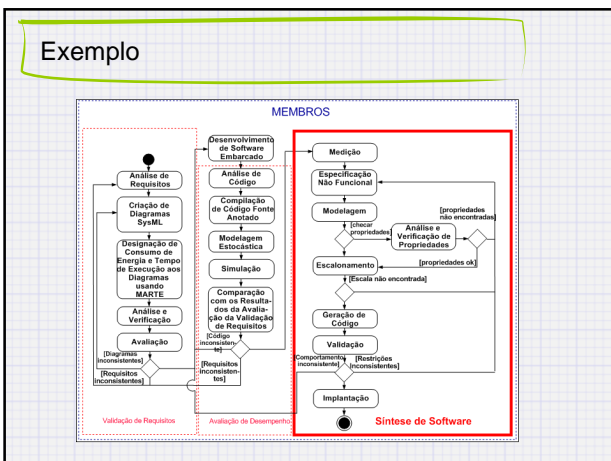 Exemplo
MEMBROS
Análise de
Requisitos
Criação de
Diagramas
SysML
Designação de
Consumo de
Energia e Tempo
de Execução aos
Diagramas
usando
MARTE
Análise e
Verificação
Avaliação
[Diagramas
inconsistentes]
[Requisitos
inconsistentes]
Validação de Requisitos
Desenvolvimento
de Software
Embarcado
Análise de
Código
Compilação
de Código Fonte
Anotado
Modelagem
Estocástica
Simulação
Comparação
com os Resulta-
dos da Avalia-
ção da Validação
de Requisitos
[Código
inconsisten-
te]
[Requisitos
inconsisten-
tes]
Avaliação de Desempenho
Medição
Especificação
Não Funcional
Modelagem
[checar
propriedades]
Análise e
Verificação de
Propriedades
[propriedades
não encontradas]
[propriedades ok]
Escalonamento
[Escala não encontrada]
Geração de
Código
Validação
[Comportamento
inconsistente]
[Restrições
Inconsistentes]
Implantação
Síntese de Software